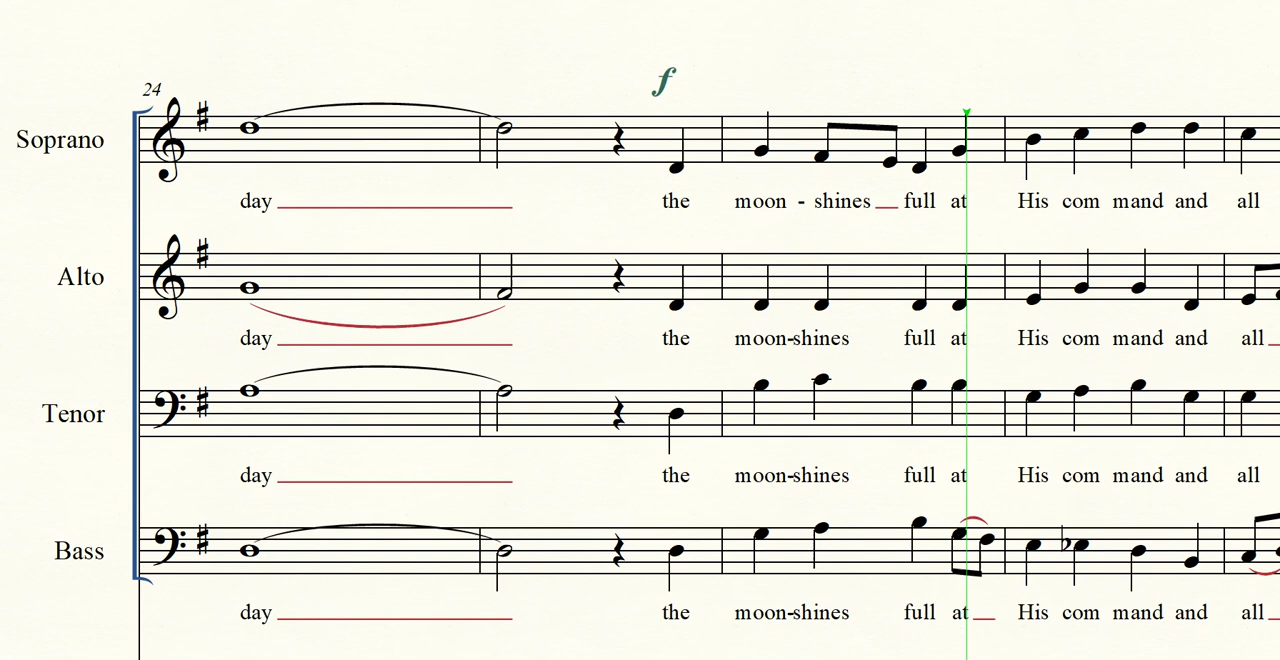 24
f
Soprano
day the moon - shines full at His com mand and all
Alto
day the moon-shines full at His com mand and all
Tenor
day the moon-shines full at His com mand and all
Bass
day the moon-shines full at His com mand and all